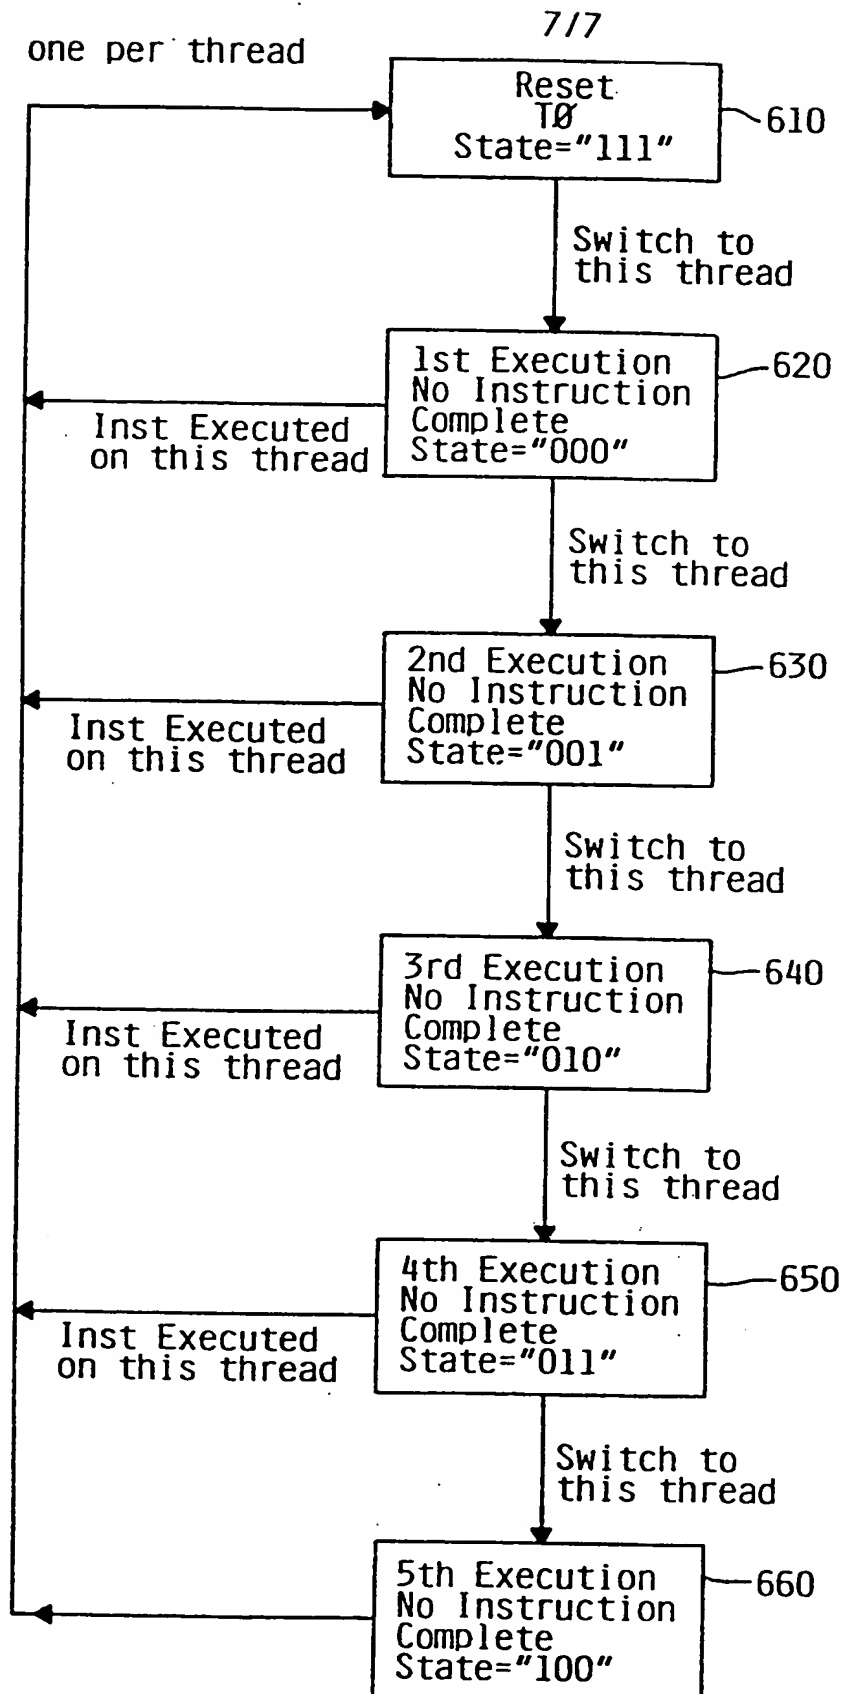 7/7
one per thread
Reset
TØ
State="111"
610
Switch to
this thread
1st Execution
No Instruction
Complete
State="000"
620
Inst Executed
on this thread
Switch to
this thread
2nd Execution
No Instruction
Complete
State="001"
630
Inst Executed
on this thread
Switch to
this thread
3rd Execution
No Instruction
Complete
State="010"
640
Inst Executed
on this thread
Switch to
this thread
4th Execution
No Instruction
Complete
State="011"
650
Inst Executed
on this thread
Switch to
this thread
5th Execution
No Instruction
Complete
State="100"
660